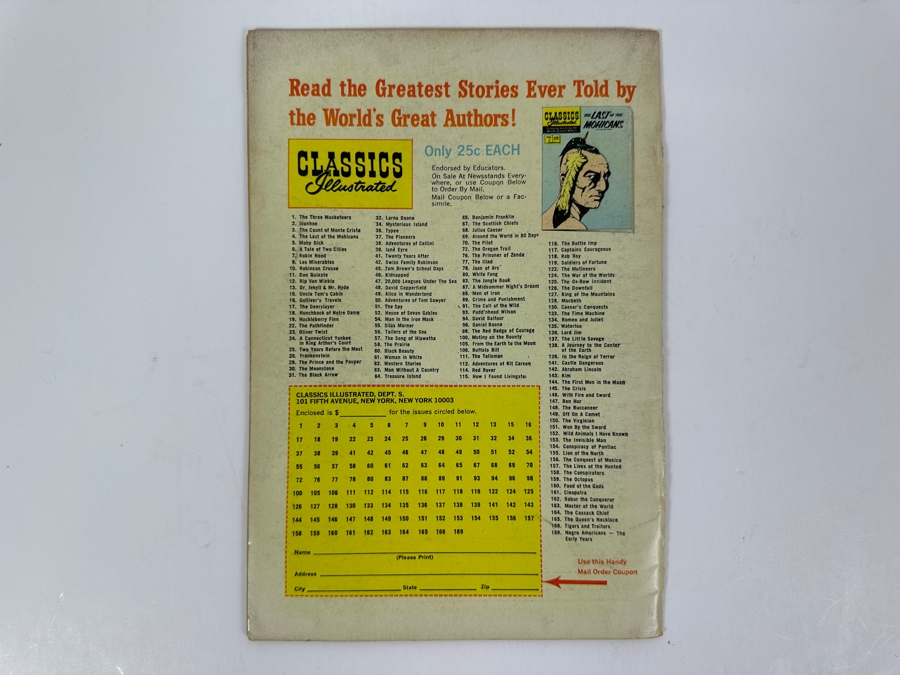 Read the Greatest Stories Ever Told by
the World's Great Authors!
CLASSICS
Illustrated
Only 25c EACH
Endorsed by Educators.
On Sale At Newsstands Every-
where, or use Coupon Below
to Order By Mail.
Mail Coupon Below or a Fac-
simile.
CLASSICS
Illustrated
THE LAST OF THE
MOHICANS
1. The Three Musketeers
2. Ivanhoe
3. The Count of Monte Cristo
4. The Last of the Mohicans
5. Moby Dick
6. A Tale of Two Cities
7. Robin Hood
9. Les Miserables
10. Robinson Crusoe
11. Don Quixote
12. Rip Van Winkle
13. Dr. Jekyll & Mr. Hyde
15. Uncle Tom's Cabin
16. Gulliver's Travels
17. The Deerslayer
18. Hunchback of Notre Dame
19. Huckleberry Finn
22. The Pathfinder
23. Oliver Twist
24. A Connecticut Yankee
in King Arthur's Court
25. Two Years Before the Mast
26. Frankenstein
29. The Prince and the Pauper
30. The Moonstone
31. The Black Arrow
32. Lorna Doone
34. Mysterious Island
36. Typee
37. The Pioneers
38. Adventures of Cellini
39. Jane Eyre
41. Twenty Years After
42. Swiss Family Robinson
45. Tom Brown's School Days
46. Kidnapped
47. 20,000 Leagues Under The Sea
48. David Copperfield
49. Alice in Wonderland
50. Adventures of Tom Sawyer
51. The Spy
52. House of Seven Gables
54. Man in the Iron Mask
55. Silas Marner
56. Toilers of the Sea
57. The Song of Hiawatha
58. The Prairie
60. Black Beauty
61. Woman in White
62. Western Stories
63. Man Without A Country
64. Treasure Island
65. Benjamin Franklin
67. The Scottish Chiefs
68. Julius Caesar
69. Around the World in 80 Days
70. The Pilot
72. The Oregon Trail
76. The Prisoner of Zenda
77. The Iliad
78. Joan of Arc
80. White Fang
83. The Jungle Book
87. A Midsummer Night's Dream
88. Men of Iron
89. Crime and Punishment
91. The Call of the Wild
93. Pudd'nhead Wilson
94. David Balfour
96. Daniel Boone
98. The Red Badge of Courage
100. Mutiny on the Bounty
105. From the Earth to the Moon
106. Buffalo Bill
111. The Talisman
112. Adventures of Kit Carson
114. Red Rover
115. How I Found Livingstone
116. The Bottle Imp
117. Captains Courageous
118. Rob Roy
119. Soldiers of Fortune
122. The Mutineers
124. The War of the Worlds
125. The Ox-Bow Incident
126. The Downfall
127. King of the Mountains
128. Macbeth
130. Caesar's Conquests
133. The Time Machine
134. Romeo and Juliet
135. Waterloo
136. Lord Jim
137. The Little Savage
138. A Journey to the Center
of the Earth
139. In the Reign of Terror
141. Castle Dangerous
142. Abraham Lincoln
143. Kim
144. The First Men in the Moon
145. The Crisis
146. With Fire and Sword
147. Ben Hur
148. The Buccaneer
149. Off On A Comet
150. The Virginian
151. Won By the Sword
152. Wild Animals I Have Known
153. The Invisible Man
154. Conspiracy of Pontiac
155. Lion of the North
156. The Conquest of Mexico
157. The Lives of the Hunted
158. The Conspirators
159. The Octopus
160. Food of the Gods
161. Cleopatra
162. Robur the Conqueror
163. Master of the World
164. The Cossack Chief
165. The Queen's Necklace
166. Tigers and Traitors
169. Negro Americans — The
Early Years
CLASSICS ILLUSTRATED, DEPT. S.
101 FIFTH AVENUE, NEW YORK, NEW YORK 10003
Enclosed is $ for the issues circled below.
1 2 3 4 5 6 7 9 10 11 12 13 15 16
17 18 19 22 23 24 25 26 29 30 31 32 34 36
37 38 39 41 42 45 46 47 48 49 50 51 52 54
55 56 57 58 60 61 62 63 64 65 67 68 69 70
72 76 77 78 80 83 87 88 89 91 93 94 96 98
100 105 106 111 112 114 115 116 117 118 119 122 124 125
126 127 128 130 133 134 135 136 137 138 139 141 142 143
144 145 146 147 148 149 150 151 152 153 154 155 156 157
158 159 160 161 162 163 164 165 166 169
Name
(Please Print)
Address
City State Zip
Use this Handy
Mail Order Coupon